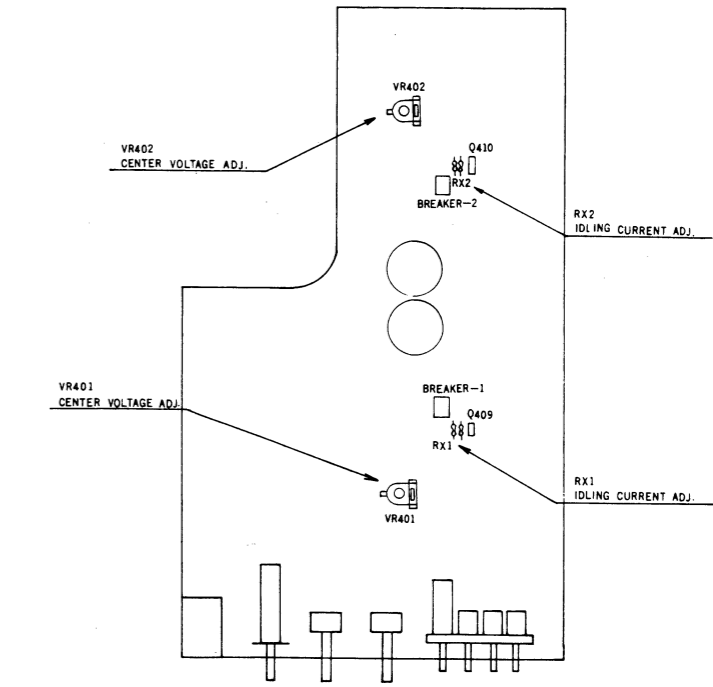 VR402
VR402
CENTER VOLTAGE ADJ.
Q410
RX2
BREAKER-2
RX2
IDLING CURRENT ADJ.
VR401
CENTER VOLTAGE ADJ.
BREAKER-1
Q409
RX1
RX1
IDLING CURRENT ADJ.
VR401